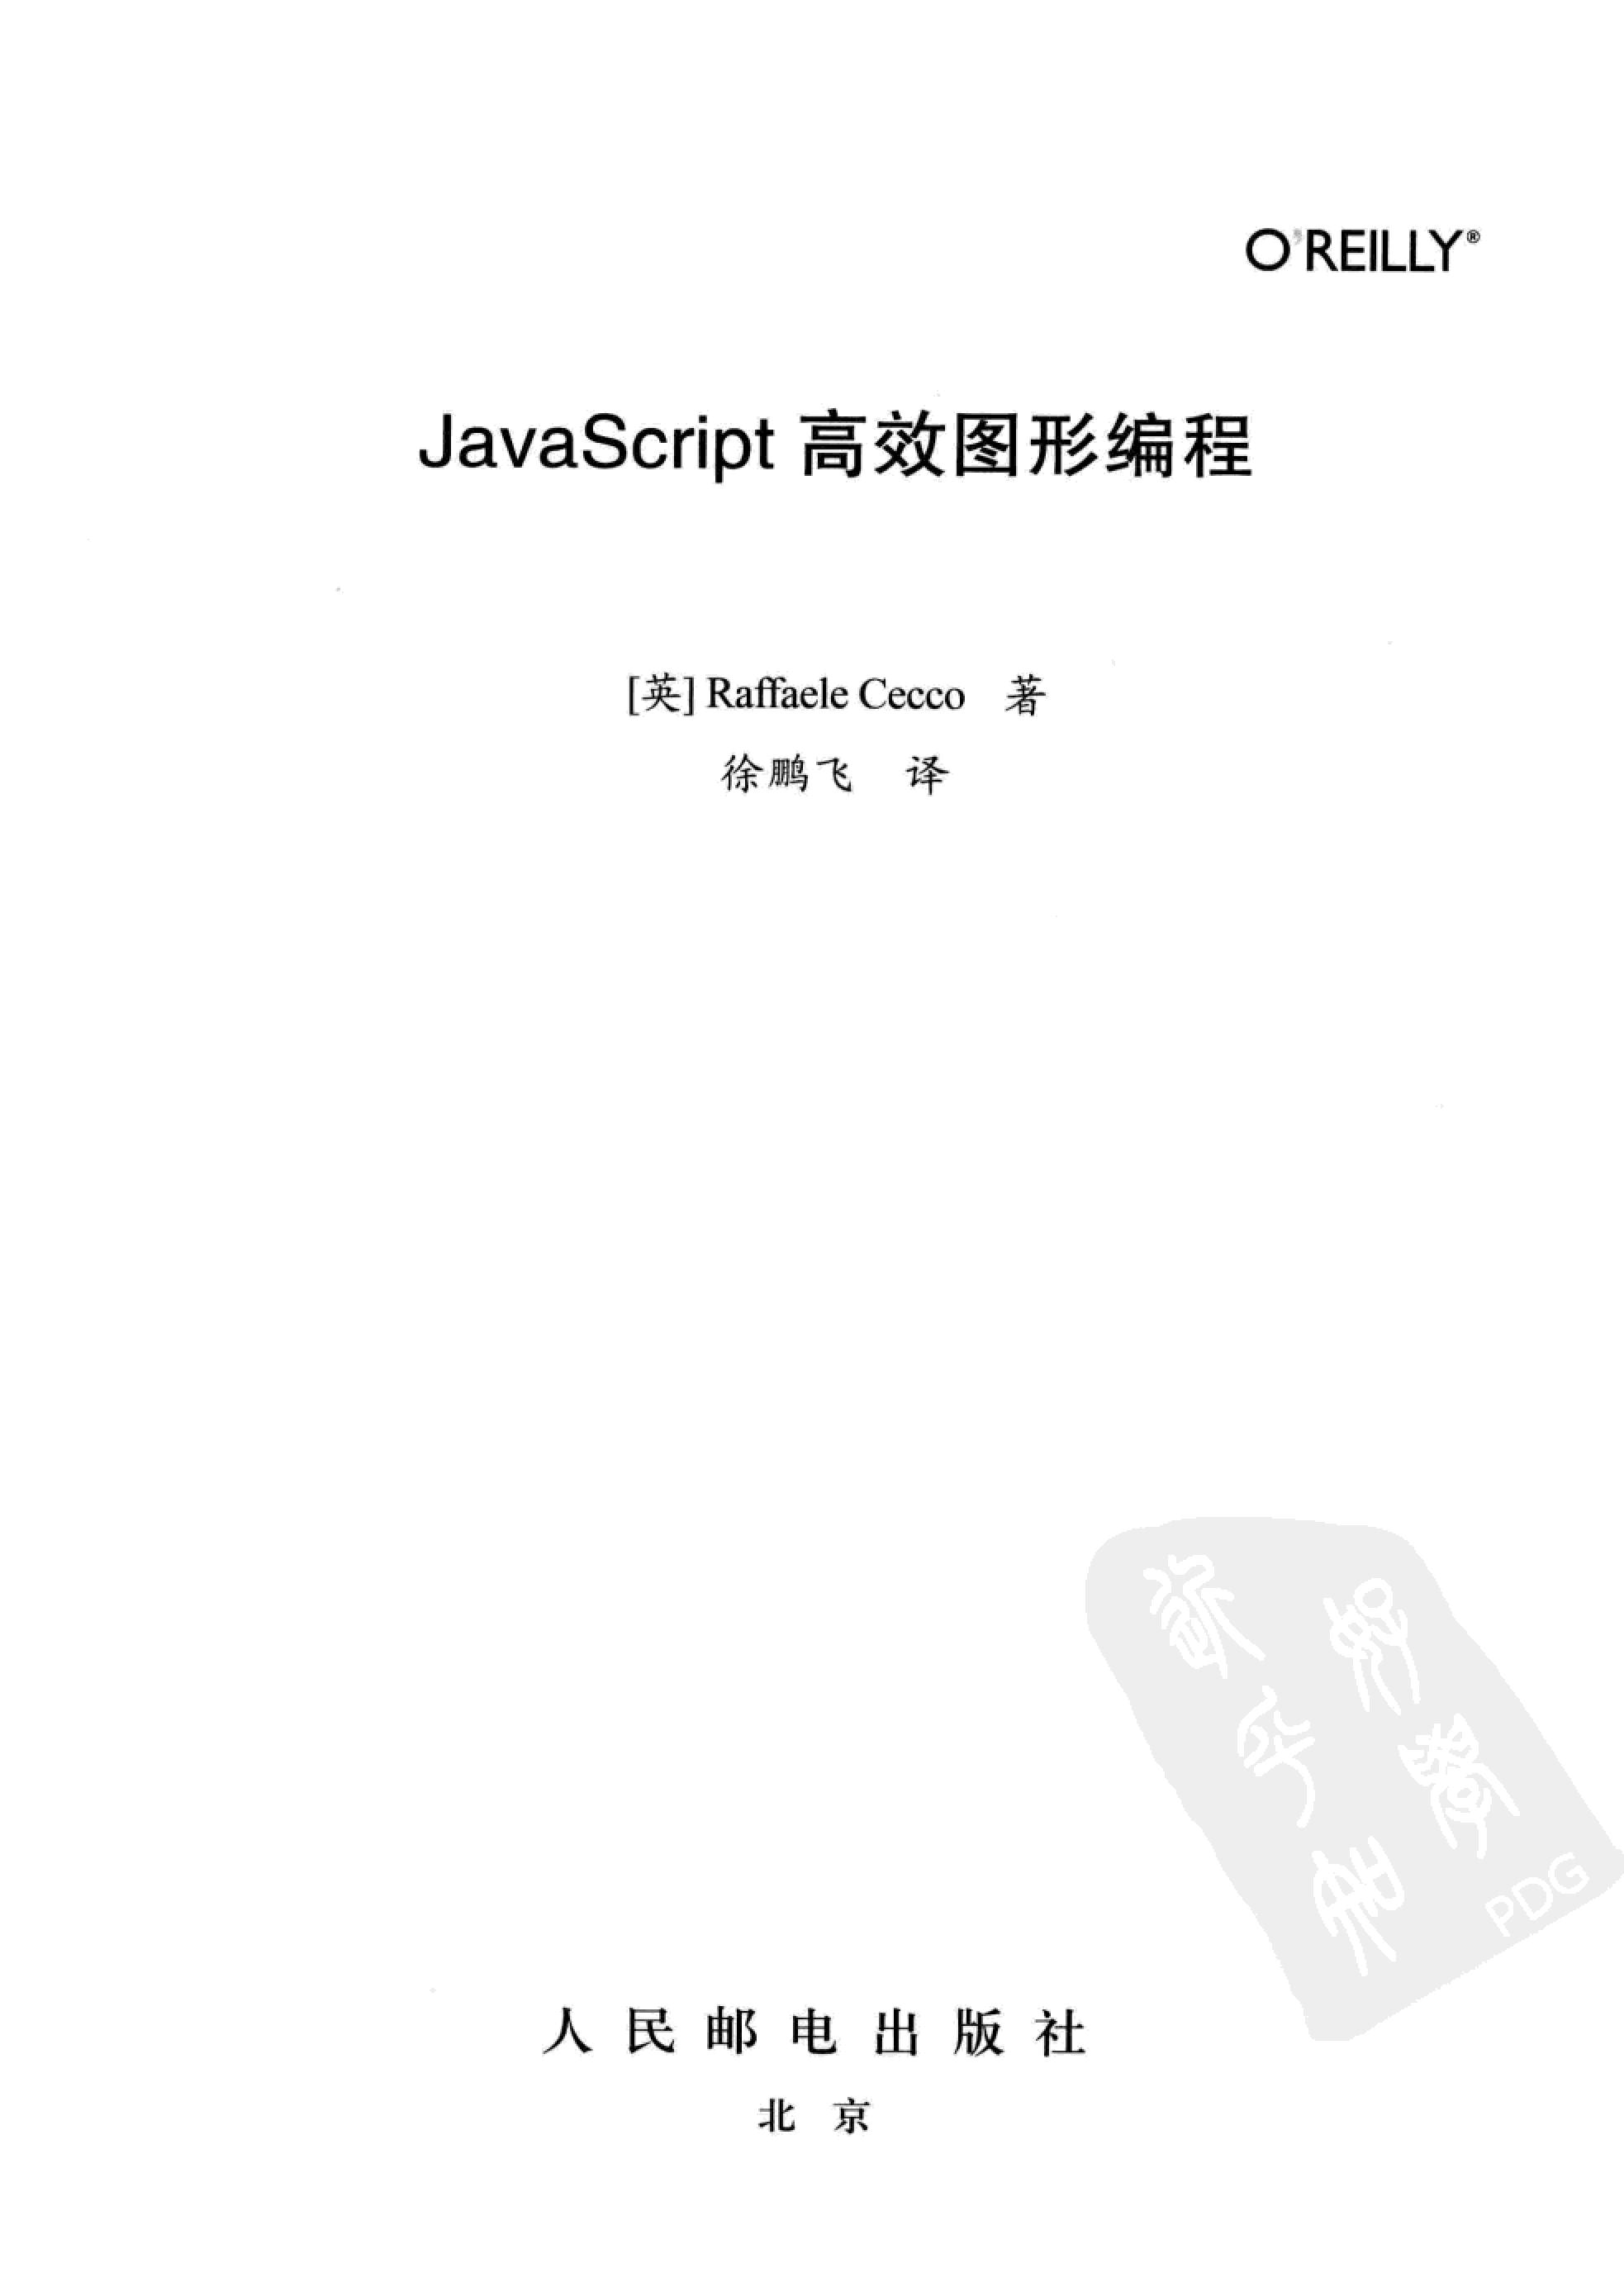 O'REILLY®
JavaScript 高效图形编程
[英] Raffaele Cecco 著
徐鹏飞 译
PDG
人民邮电出版社
北京